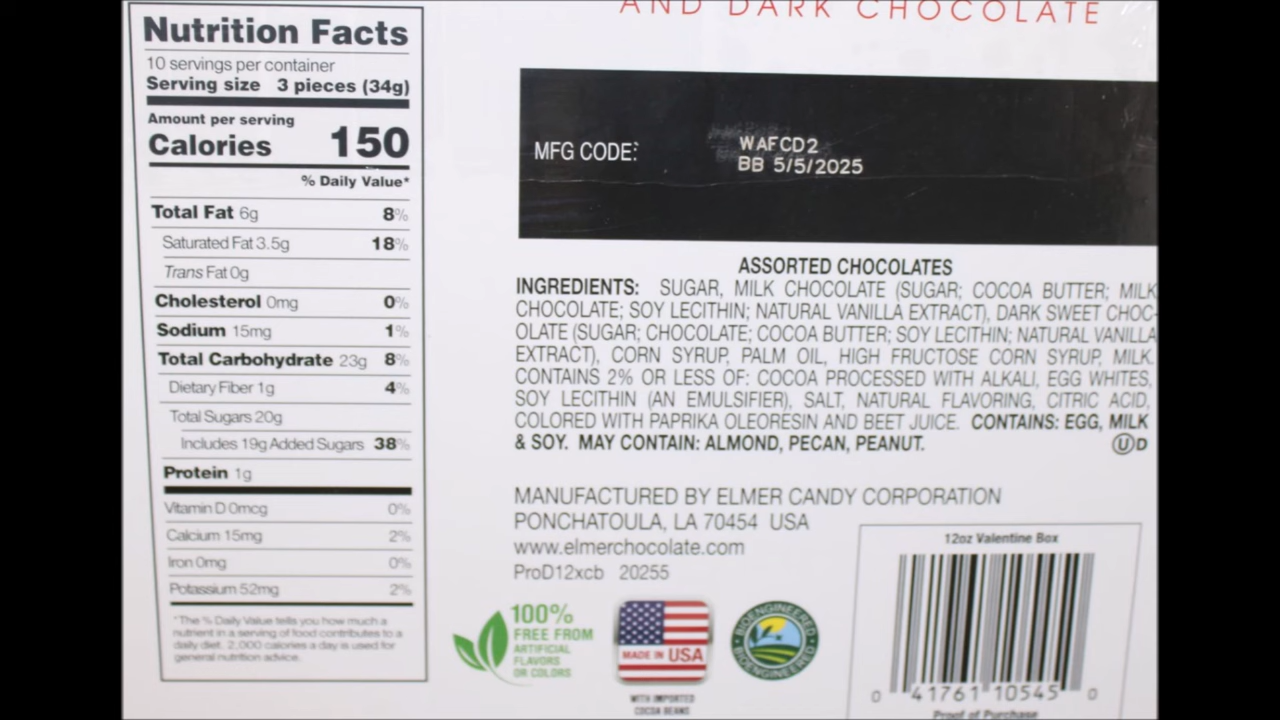 AND DARK CHOCOLATE
Nutrition Facts
10 servings per container
Serving size 3 pieces (34g)
Amount per serving
Calories 150
% Daily Value*
Total Fat 6g 8%
Saturated Fat 3.5g 18%
Trans Fat 0g
Cholesterol 0mg 0%
Sodium 15mg 1%
Total Carbohydrate 23g 8%
Dietary Fiber 1g 4%
Total Sugars 20g
Includes 19g Added Sugars 38%
Protein 1g
Vitamin D 0mcg 0%
Calcium 15mg 2%
Iron 0mg 0%
Potassium 52mg 2%
*The % Daily Value tells you how much a
nutrient in a serving of food contributes to a
daily diet. 2,000 calories a day is used for
general nutrition advice.
MFG CODE:
WAFCD2
BB 5/5/2025
ASSORTED CHOCOLATES
INGREDIENTS: SUGAR, MILK CHOCOLATE (SUGAR; COCOA BUTTER; MILK
CHOCOLATE; SOY LECITHIN; NATURAL VANILLA EXTRACT), DARK SWEET CHOC-
OLATE (SUGAR; CHOCOLATE; COCOA BUTTER; SOY LECITHIN; NATURAL VANILLA
EXTRACT), CORN SYRUP, PALM OIL, HIGH FRUCTOSE CORN SYRUP, MILK.
CONTAINS 2% OR LESS OF: COCOA PROCESSED WITH ALKALI, EGG WHITES,
SOY LECITHIN (AN EMULSIFIER), SALT, NATURAL FLAVORING, CITRIC ACID,
COLORED WITH PAPRIKA OLEORESIN AND BEET JUICE. CONTAINS: EGG, MILK
& SOY. MAY CONTAIN: ALMOND, PECAN, PEANUT.
U D
MANUFACTURED BY ELMER CANDY CORPORATION
PONCHATOULA, LA 70454 USA
www.elmerchocolate.com
ProD12xcb 20255
100%
FREE FROM
ARTIFICIAL
FLAVORS
OR COLORS
MADE IN USA
WITH IMPORTED
COCOA BEANS
BIOENGINEERED
BIOENGINEERED
12oz Valentine Box
0 41761 10545 0
Proof of Purchase